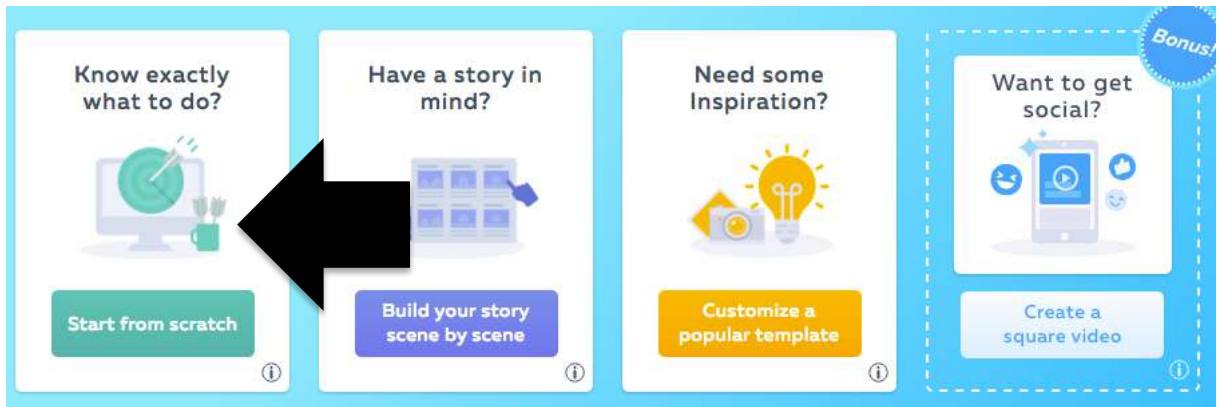 Know exactly
what to do?
Start from scratch
Have a story in
mind?
Build your story
scene by scene
Need some
Inspiration?
Customize a
popular template
Bonus!
Want to get
social?
Create a
square video